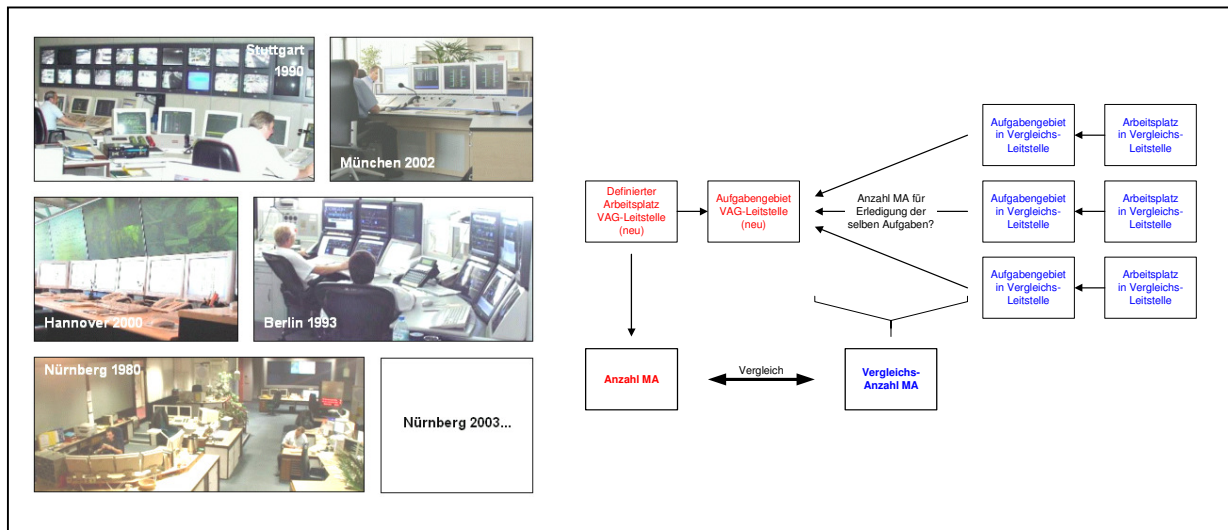 Stuttgart
1990
München 2002
Hannover 2000
Berlin 1993
Nürnberg 1980
Nürnberg 2003...
Definierter
Arbeitsplatz
VAG-Leitstelle
(neu)
Aufgabengebiet
VAG-Leitstelle
(neu)
Anzahl MA für
Erledigung der
selben Aufgaben?
Aufgabengebiet
in Vergleichs-
Leitstelle
Arbeitsplatz
in Vergleichs-
Leitstelle
Aufgabengebiet
in Vergleichs-
Leitstelle
Arbeitsplatz
in Vergleichs-
Leitstelle
Aufgabengebiet
in Vergleichs-
Leitstelle
Arbeitsplatz
in Vergleichs-
Leitstelle
Anzahl MA
Vergleich
Vergleichs-
Anzahl MA